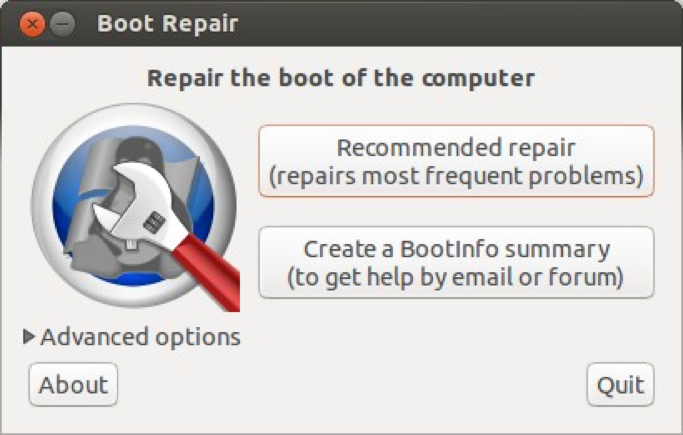 Boot Repair
Repair the boot of the computer
Recommended repair
(repairs most frequent problems)
Create a BootInfo summary
(to get help by email or forum)
Advanced options
About
Quit